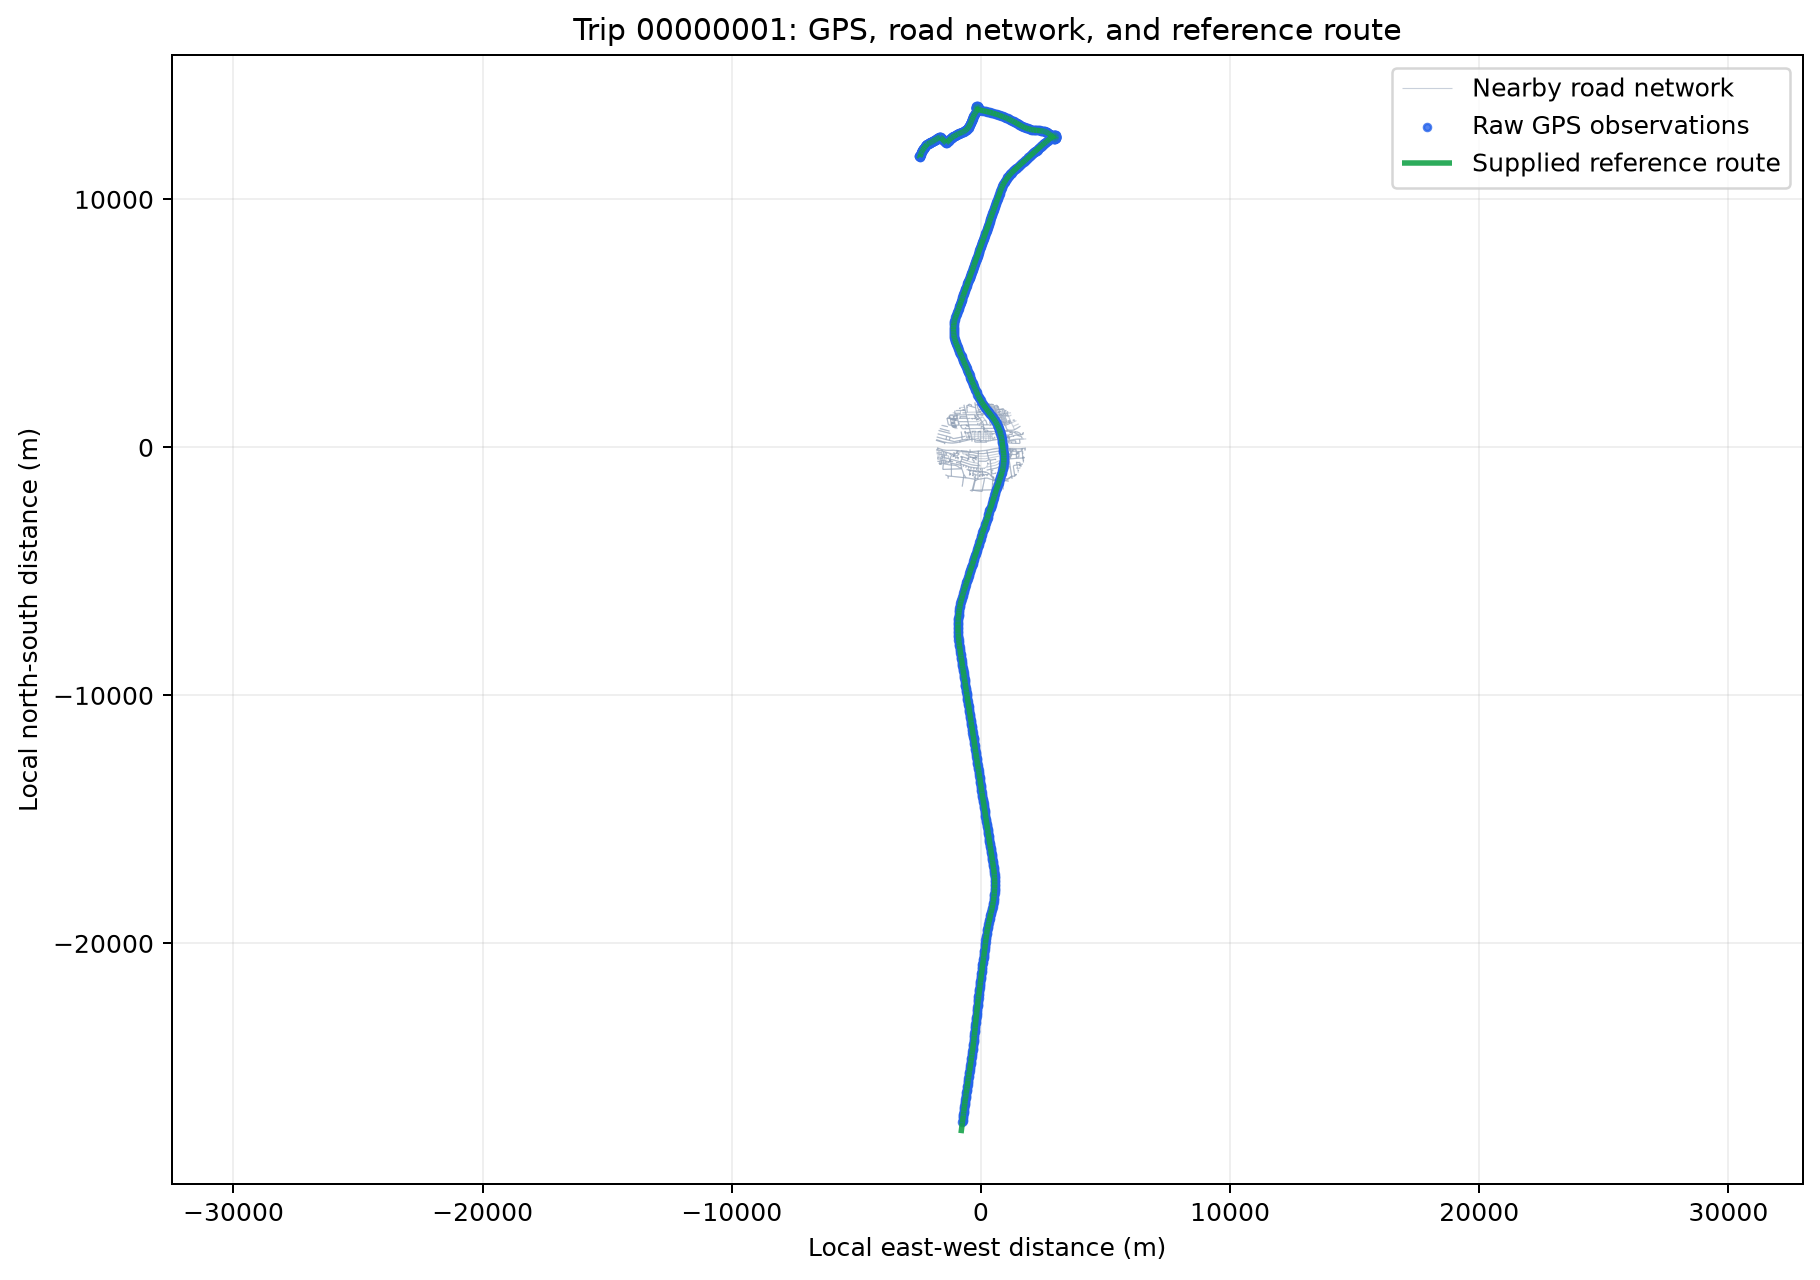 Trip 00000001: GPS, road network, and reference route
Nearby road network
Raw GPS observations
Supplied reference route
Local north-south distance (m)
10000
0
−10000
−20000
−30000
−20000
−10000
0
10000
20000
30000
Local east-west distance (m)